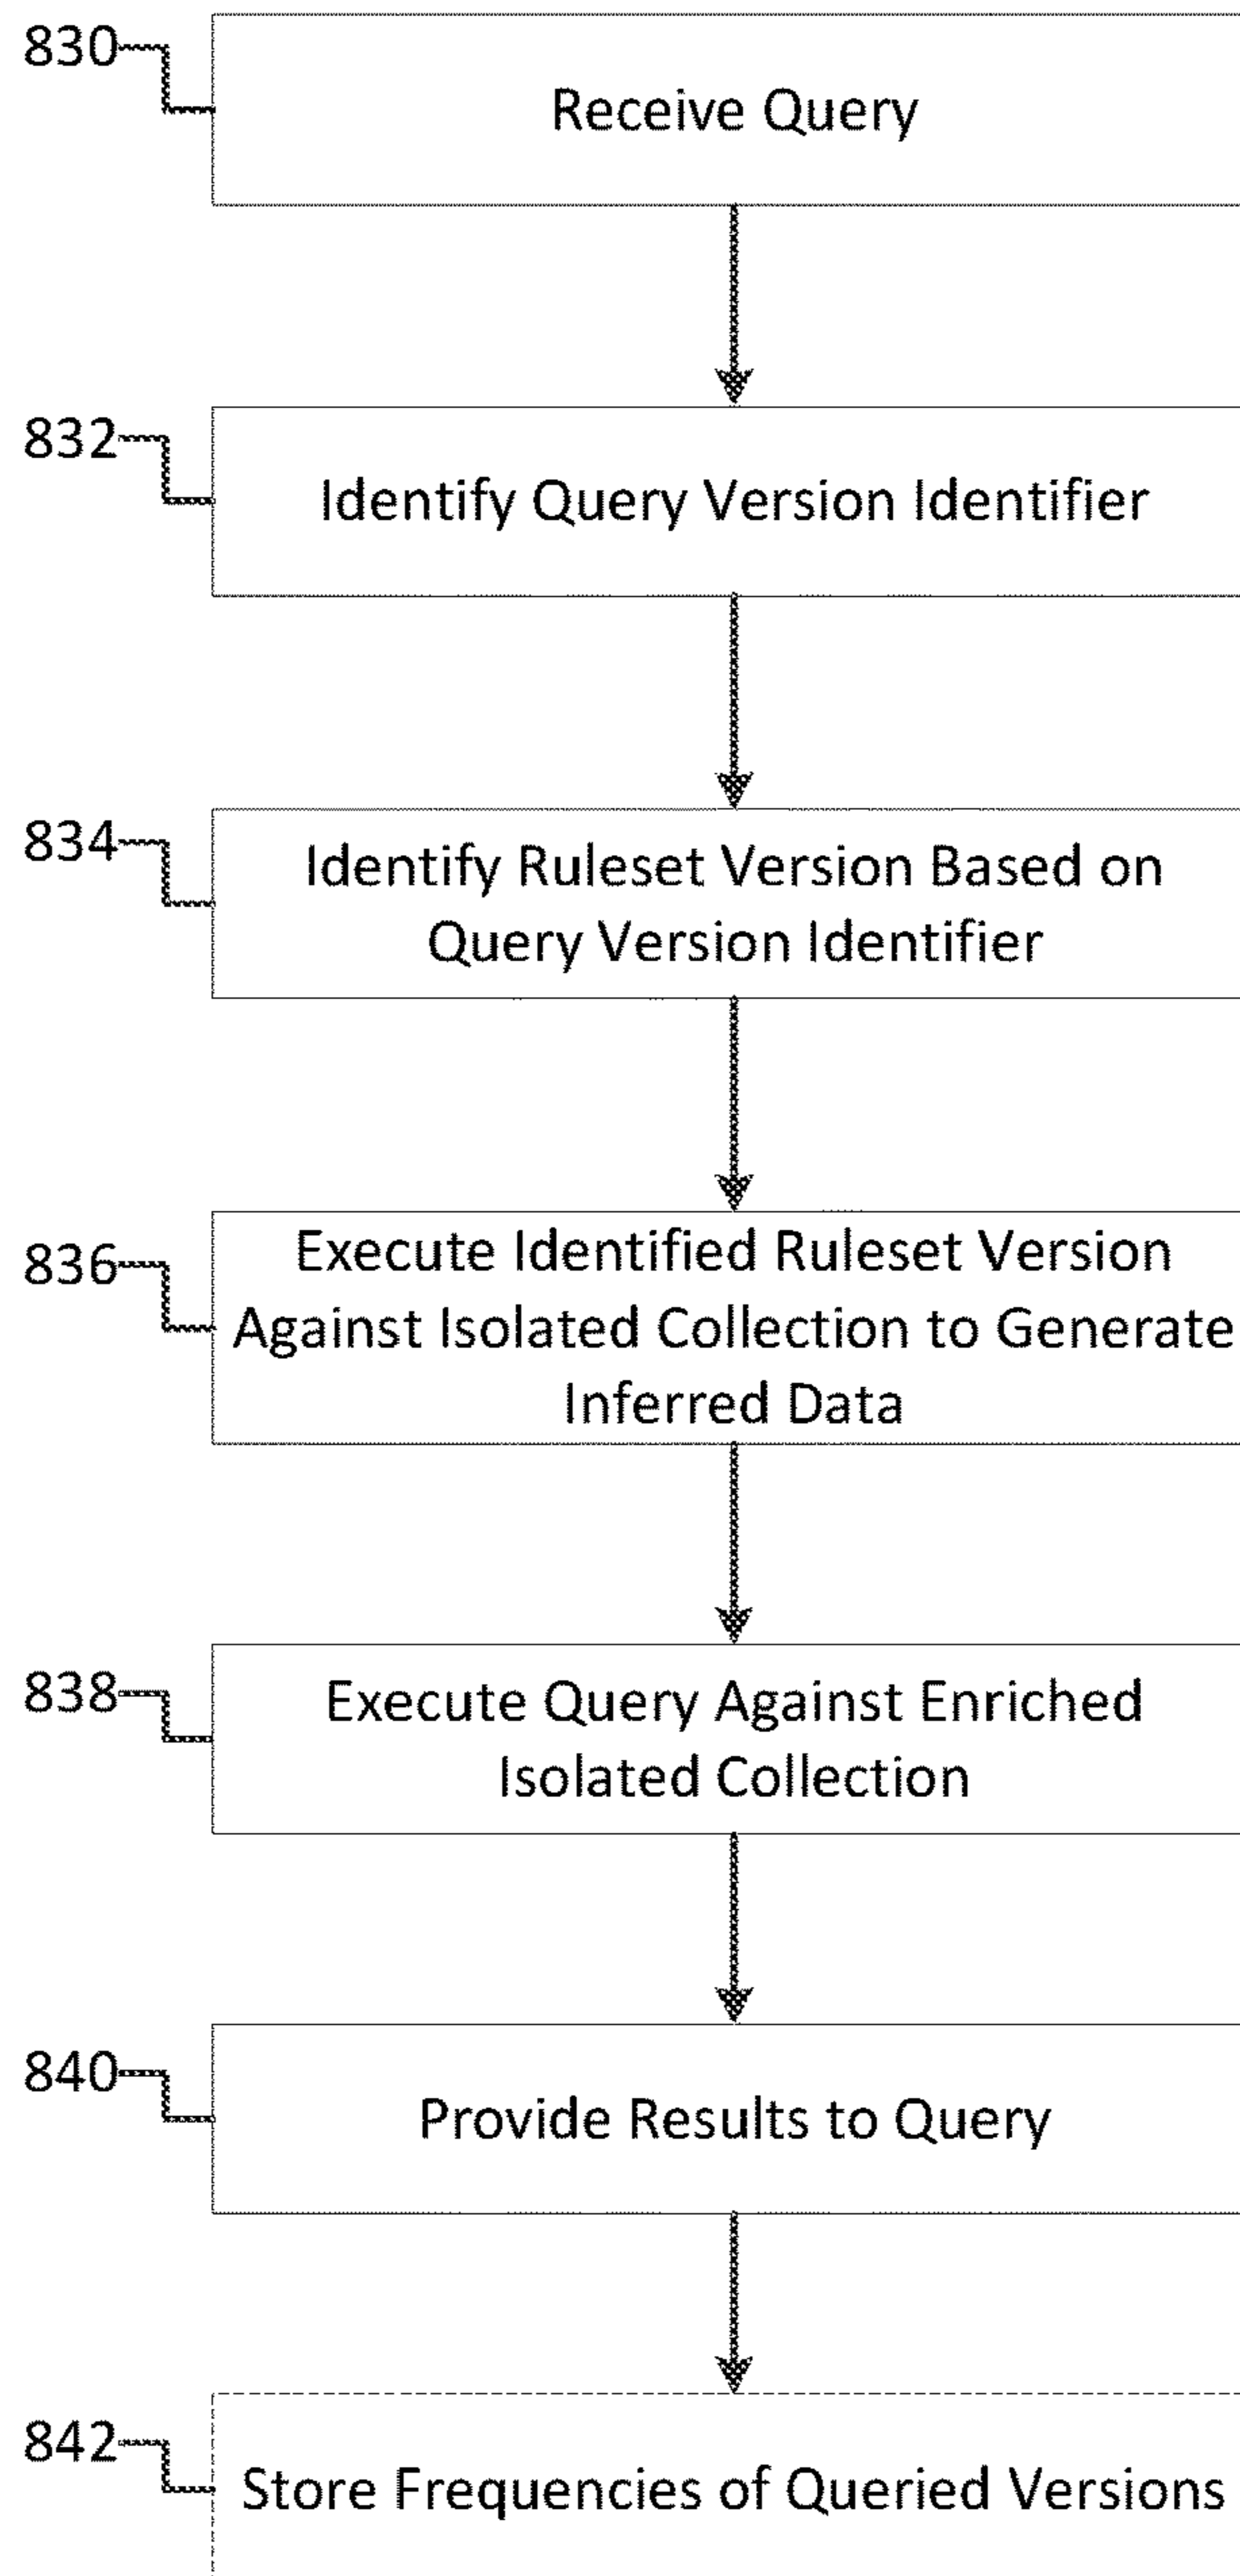 830
Receive Query
832
Identify Query Version Identifier
834
Identify Ruleset Version Based on
Query Version Identifier
836
Execute Identified Ruleset Version
Against Isolated Collection to Generate
Inferred Data
838
Execute Query Against Enriched
Isolated Collection
840
Provide Results to Query
842
Store Frequencies of Queried Versions